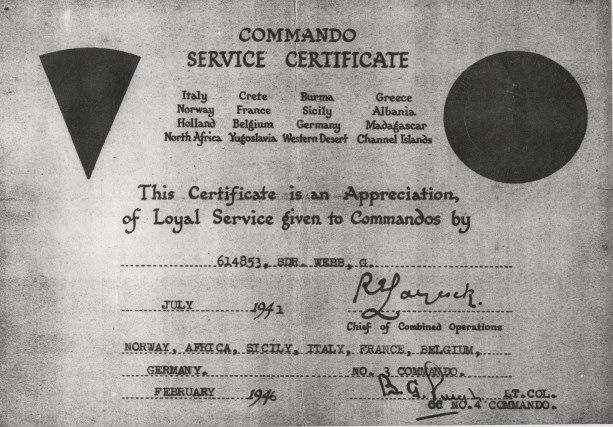 COMMANDO
SERVICE CERTIFICATE
Italy Crete Burma Greece
Norway France Sicily Albania
Holland Belgium Germany Madagascar
North Africa Yugoslavia Western Desert Channel Islands
This Certificate is an Appreciation,
of Loyal Service given to Commandos by
614853, BDR. WEBB, G.
JULY 1941
Chief of Combined Operations
NORWAY, AFRICA, SICILY, ITALY, FRANCE, BELGIUM,
GERMANY. NO. 3 COMMANDO.
FEBRUARY 1946 LT.COL.
OC NO.4 COMMANDO.